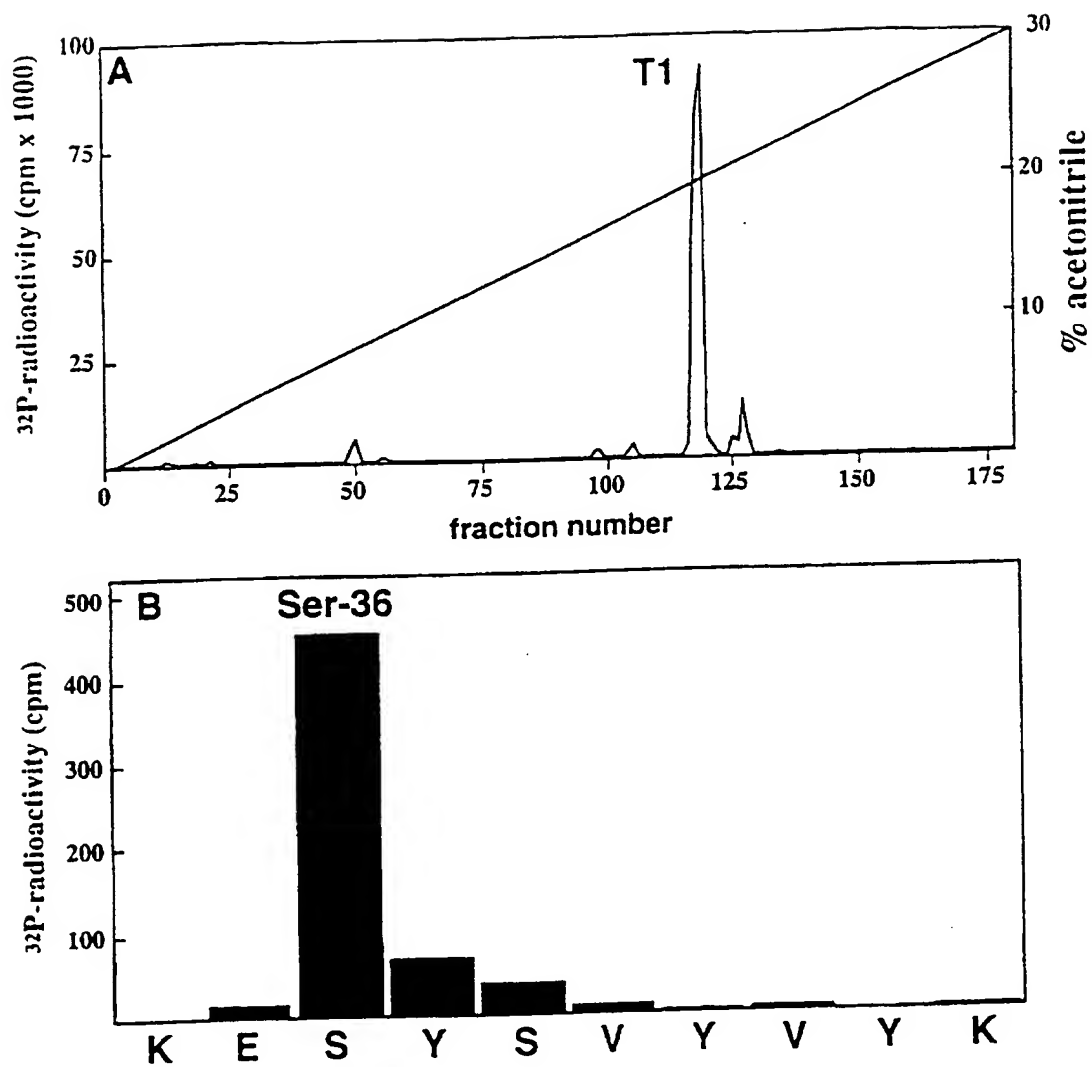 A
T1
³²P-radioactivity (cpm x 1000)
100
75
50
25
% acetonitrile
30
20
10
0 25 50 75 100 125 150 175
fraction number
B
Ser-36
³²P-radioactivity (cpm)
500
400
300
200
100
K E S Y S V Y V Y K